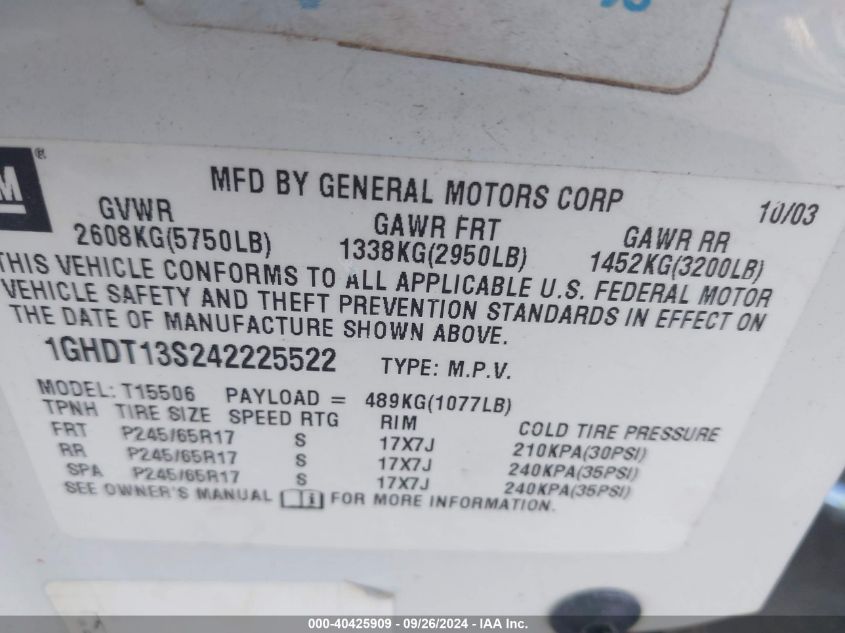 M ®
MFD BY GENERAL MOTORS CORP 10/03
GVWR GAWR FRT GAWR RR
2608KG(5750LB) 1338KG(2950LB) 1452KG(3200LB)
THIS VEHICLE CONFORMS TO ALL APPLICABLE U.S. FEDERAL MOTOR
VEHICLE SAFETY AND THEFT PREVENTION STANDARDS IN EFFECT ON
THE DATE OF MANUFACTURE SHOWN ABOVE.
1GHDT13S242225522 TYPE: M.P.V.
MODEL: T15506 PAYLOAD = 489KG(1077LB)
TPNH TIRE SIZE SPEED RTG RIM COLD TIRE PRESSURE
FRT P245/65R17 S 17X7J 210KPA(30PSI)
RR P245/65R17 S 17X7J 240KPA(35PSI)
SPA P245/65R17 S 17X7J 240KPA(35PSI)
SEE OWNER'S MANUAL i FOR MORE INFORMATION.
000-40425909 / 09/26/2024 - IAA Inc.